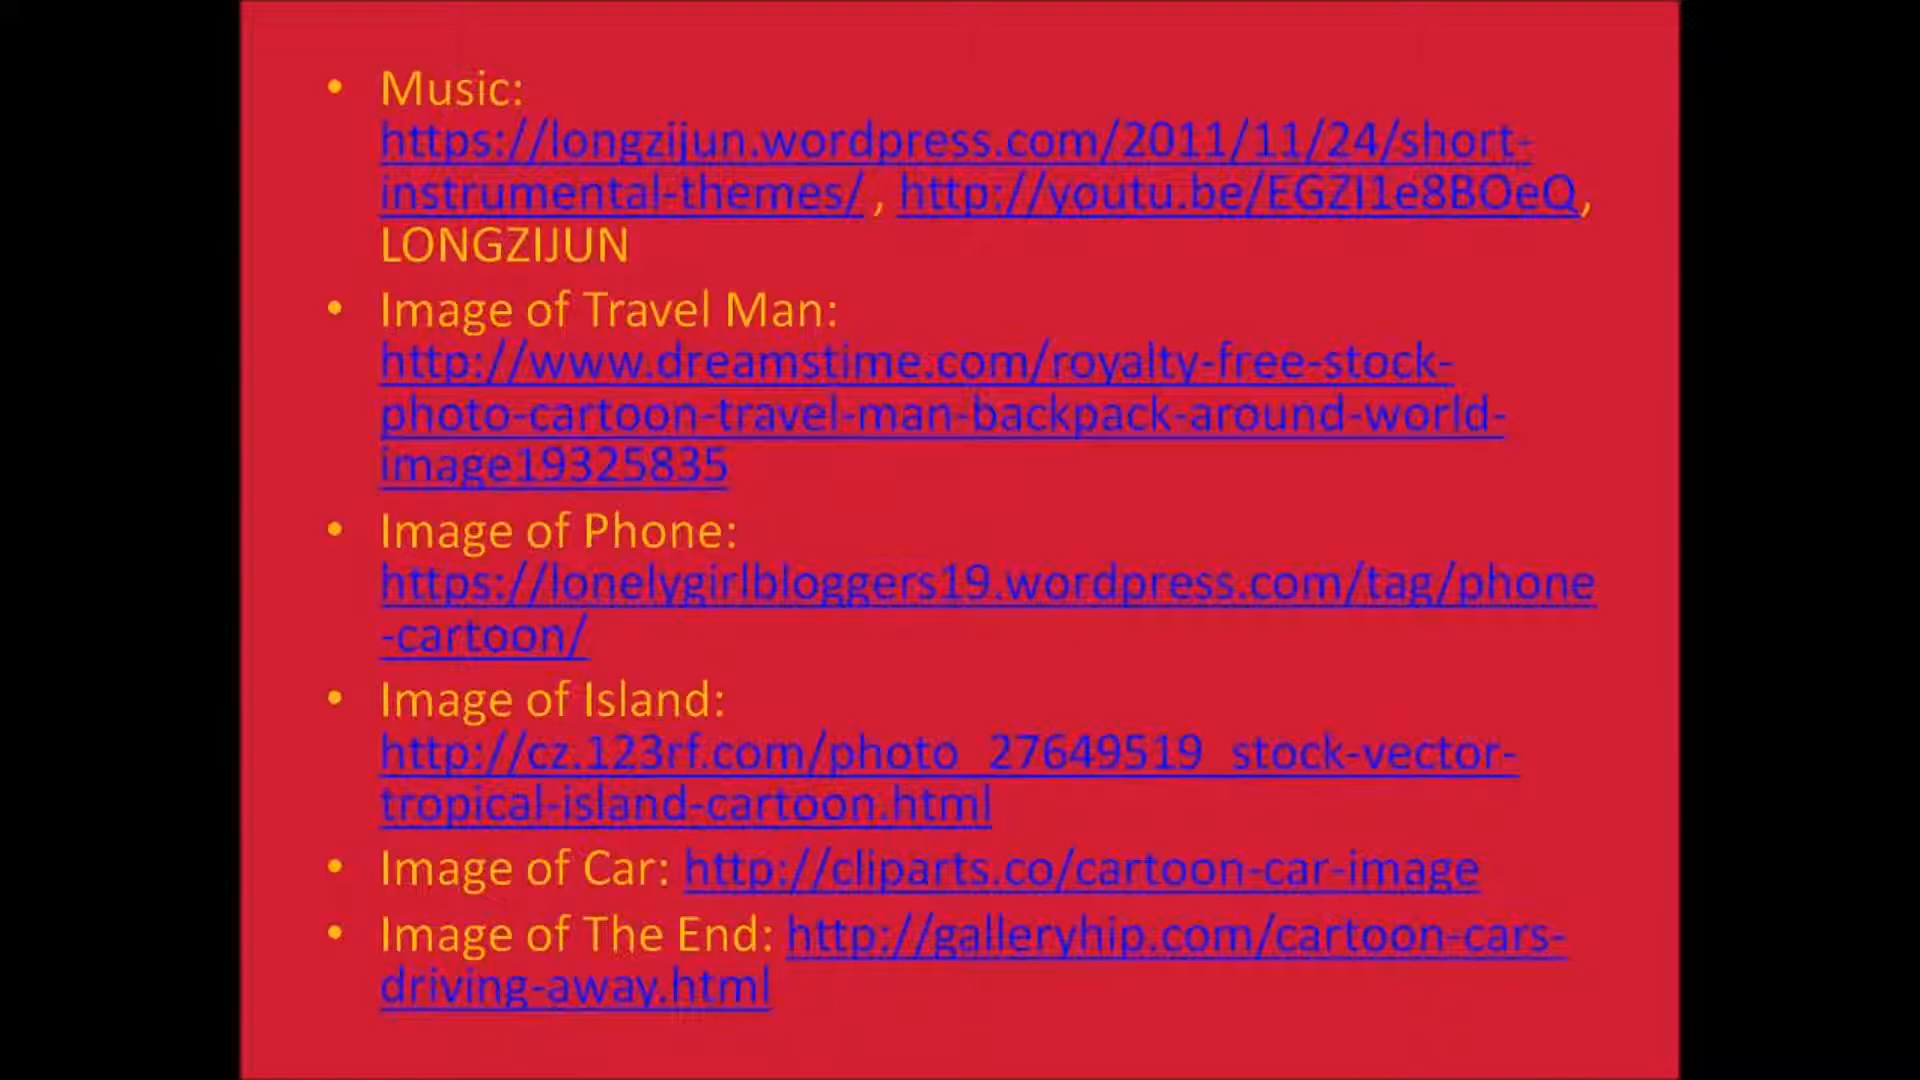 • Music:
https://longzijun.wordpress.com/2011/11/24/short-
instrumental-themes/ , http://youtu.be/EGZI1e8BOeQ,
LONGZIJUN
• Image of Travel Man:
http://www.dreamstime.com/royalty-free-stock-
photo-cartoon-travel-man-backpack-around-world-
image19325835
• Image of Phone:
https://lonelygirlbloggers19.wordpress.com/tag/phone
-cartoon/
• Image of Island:
http://cz.123rf.com/photo_27649519_stock-vector-
tropical-island-cartoon.html
• Image of Car: http://cliparts.co/cartoon-car-image
• Image of The End: http://galleryhip.com/cartoon-cars-
driving-away.html